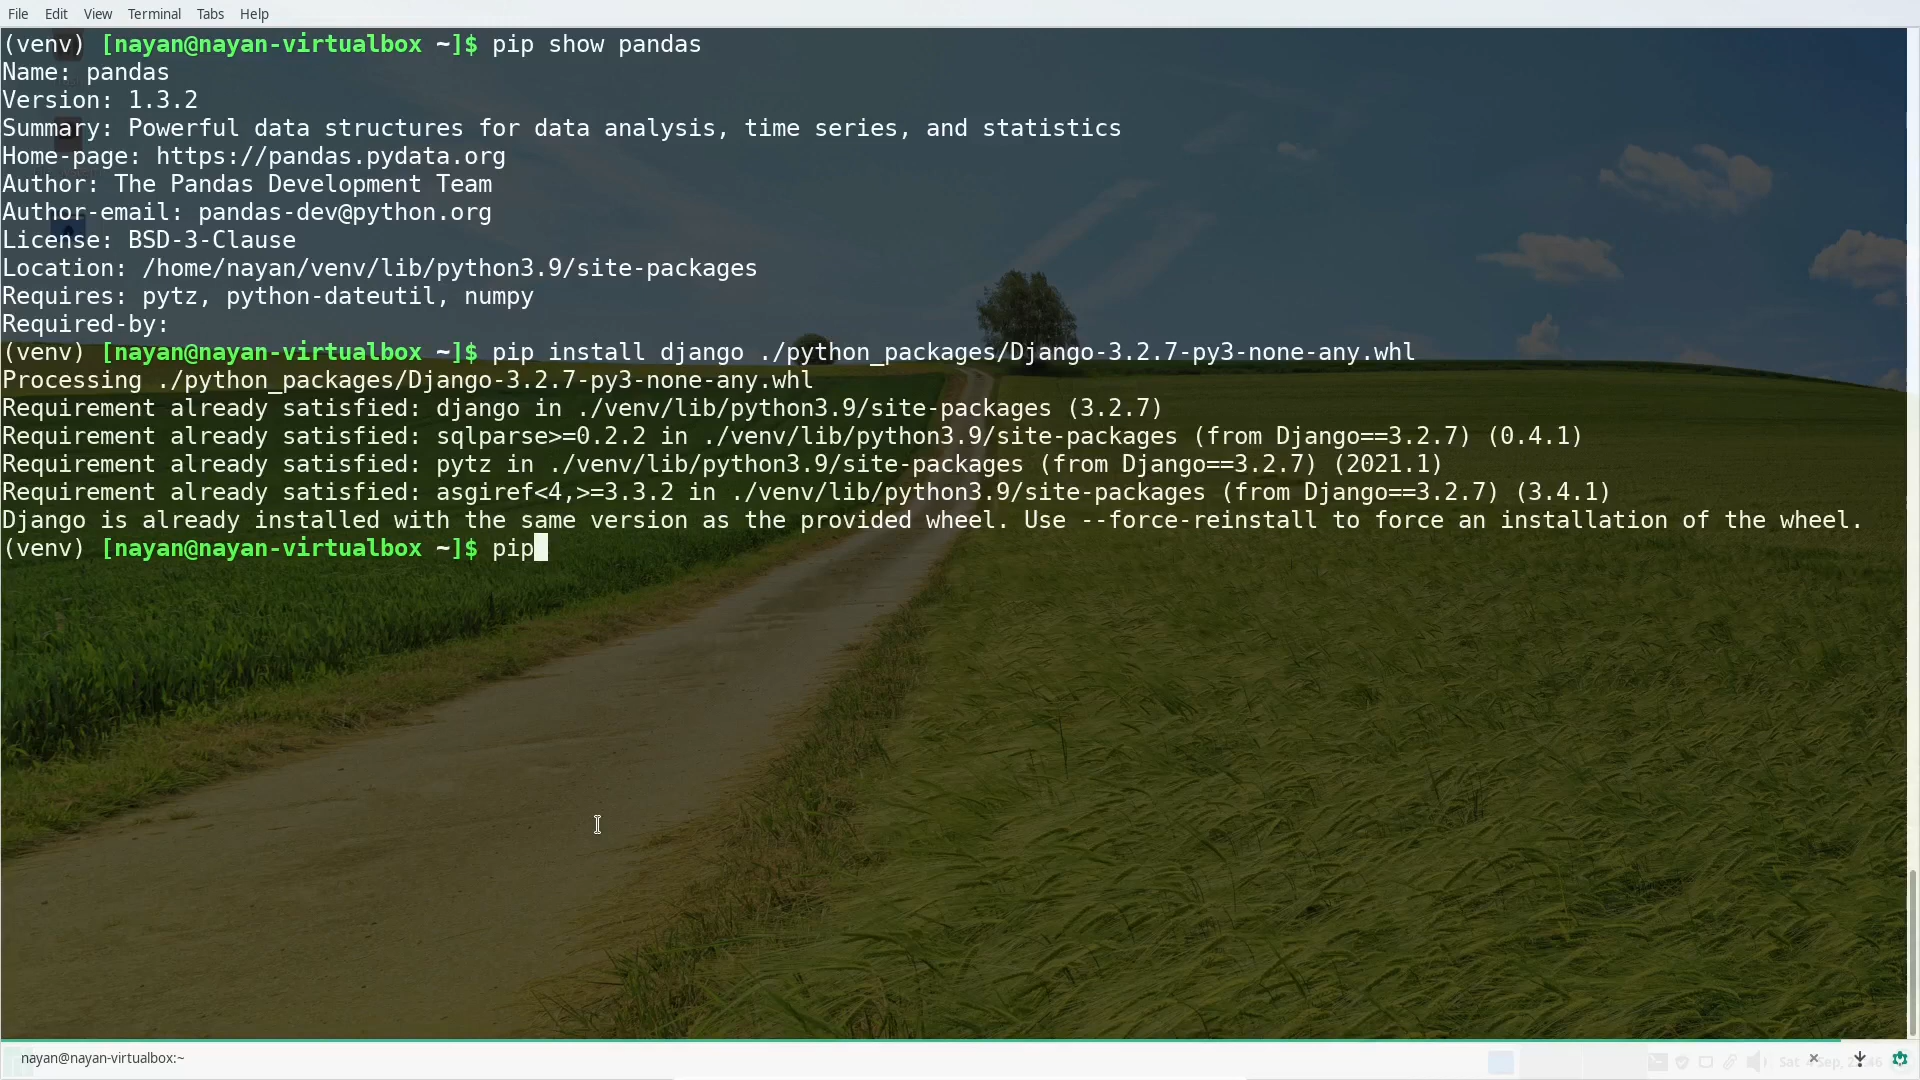 File Edit View Terminal Tabs Help
(venv) [nayan@nayan-virtualbox ~]$ pip show pandas
Name: pandas
Version: 1.3.2
Summary: Powerful data structures for data analysis, time series, and statistics
Home-page: https://pandas.pydata.org
Author: The Pandas Development Team
Author-email: pandas-dev@python.org
License: BSD-3-Clause
Location: /home/nayan/venv/lib/python3.9/site-packages
Requires: pytz, python-dateutil, numpy
Required-by:
(venv) [nayan@nayan-virtualbox ~]$ pip install django ./python_packages/Django-3.2.7-py3-none-any.whl
Processing ./python_packages/Django-3.2.7-py3-none-any.whl
Requirement already satisfied: django in ./venv/lib/python3.9/site-packages (3.2.7)
Requirement already satisfied: sqlparse>=0.2.2 in ./venv/lib/python3.9/site-packages (from Django==3.2.7) (0.4.1)
Requirement already satisfied: pytz in ./venv/lib/python3.9/site-packages (from Django==3.2.7) (2021.1)
Requirement already satisfied: asgiref<4,>=3.3.2 in ./venv/lib/python3.9/site-packages (from Django==3.2.7) (3.4.1)
Django is already installed with the same version as the provided wheel. Use --force-reinstall to force an installation of the wheel.
(venv) [nayan@nayan-virtualbox ~]$ pip
nayan@nayan-virtualbox:~ Sat Sep,